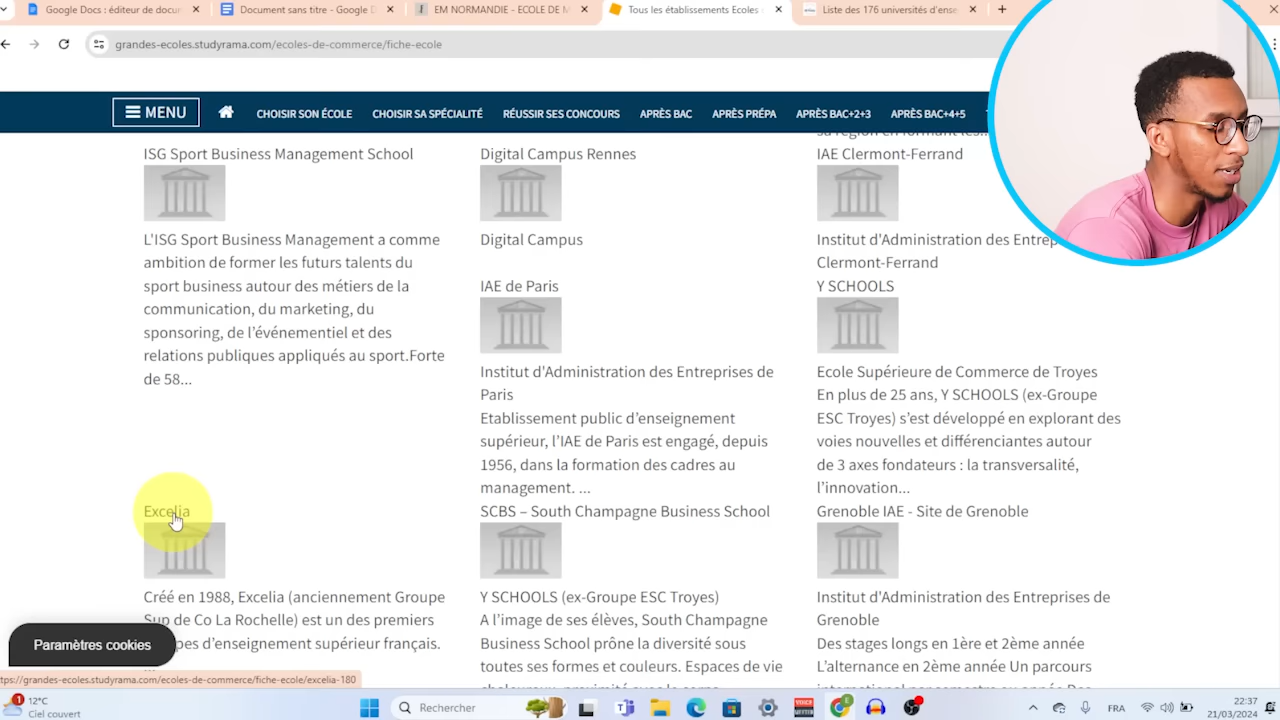 Google Docs : éditeur de docu
Document sans titre - Google D
EM NORMANDIE - ECOLE DE M
Tous les établissements Ecoles
Liste des 176 universités d'ense
grandes-ecoles.studyrama.com/ecoles-de-commerce/fiche-ecole
MENU
CHOISIR SON ÉCOLE
CHOISIR SA SPÉCIALITÉ
RÉUSSIR SES CONCOURS
APRÈS BAC
APRÈS PRÉPA
APRÈS BAC+2+3
APRÈS BAC+4+5
sa région en formant les...
ISG Sport Business Management School
L'ISG Sport Business Management a comme
ambition de former les futurs talents du
sport business autour des métiers de la
communication, du marketing, du
sponsoring, de l'événementiel et des
relations publiques appliqués au sport.Forte
de 58...
Digital Campus Rennes
Digital Campus
IAE Clermont-Ferrand
Institut d'Administration des Entrep
Clermont-Ferrand
IAE de Paris
Institut d'Administration des Entreprises de
Paris
Etablissement public d'enseignement
supérieur, l'IAE de Paris est engagé, depuis
1956, dans la formation des cadres au
management. ...
Y SCHOOLS
Ecole Supérieure de Commerce de Troyes
En plus de 25 ans, Y SCHOOLS (ex-Groupe
ESC Troyes) s'est développé en explorant des
voies nouvelles et différenciantes autour
de 3 axes fondateurs : la transversalité,
l'innovation...
Excelia
Créé en 1988, Excelia (anciennement Groupe
Sup de Co La Rochelle) est un des premiers
pes d'enseignement supérieur français.
SCBS – South Champagne Business School
Y SCHOOLS (ex-Groupe ESC Troyes)
A l'image de ses élèves, South Champagne
Business School prône la diversité sous
toutes ses formes et couleurs. Espaces de vie
Grenoble IAE - Site de Grenoble
Institut d'Administration des Entreprises de
Grenoble
Des stages longs en 1ère et 2ème année
L'alternance en 2ème année Un parcours
Paramètres cookies
ttps://grandes-ecoles.studyrama.com/ecoles-de-commerce/fiche-ecole/excelia-180
1
12°C
Ciel couvert
Rechercher
FRA
22:37
21/03/2024